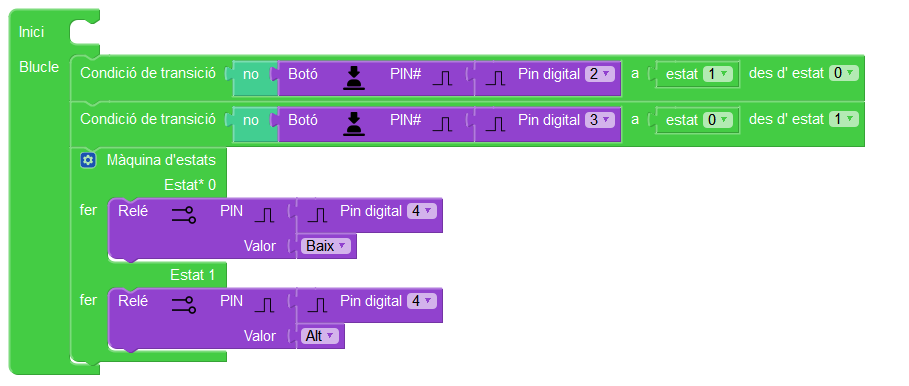 Inici
Blucle
Condició de transició no Botó PIN# Pin digital 2 a estat 1 des d' estat 0
Condició de transició no Botó PIN# Pin digital 3 a estat 0 des d' estat 1
Màquina d'estats
Estat* 0
fer Relé PIN Pin digital 4
Valor Baix
Estat 1
fer Relé PIN Pin digital 4
Valor Alt